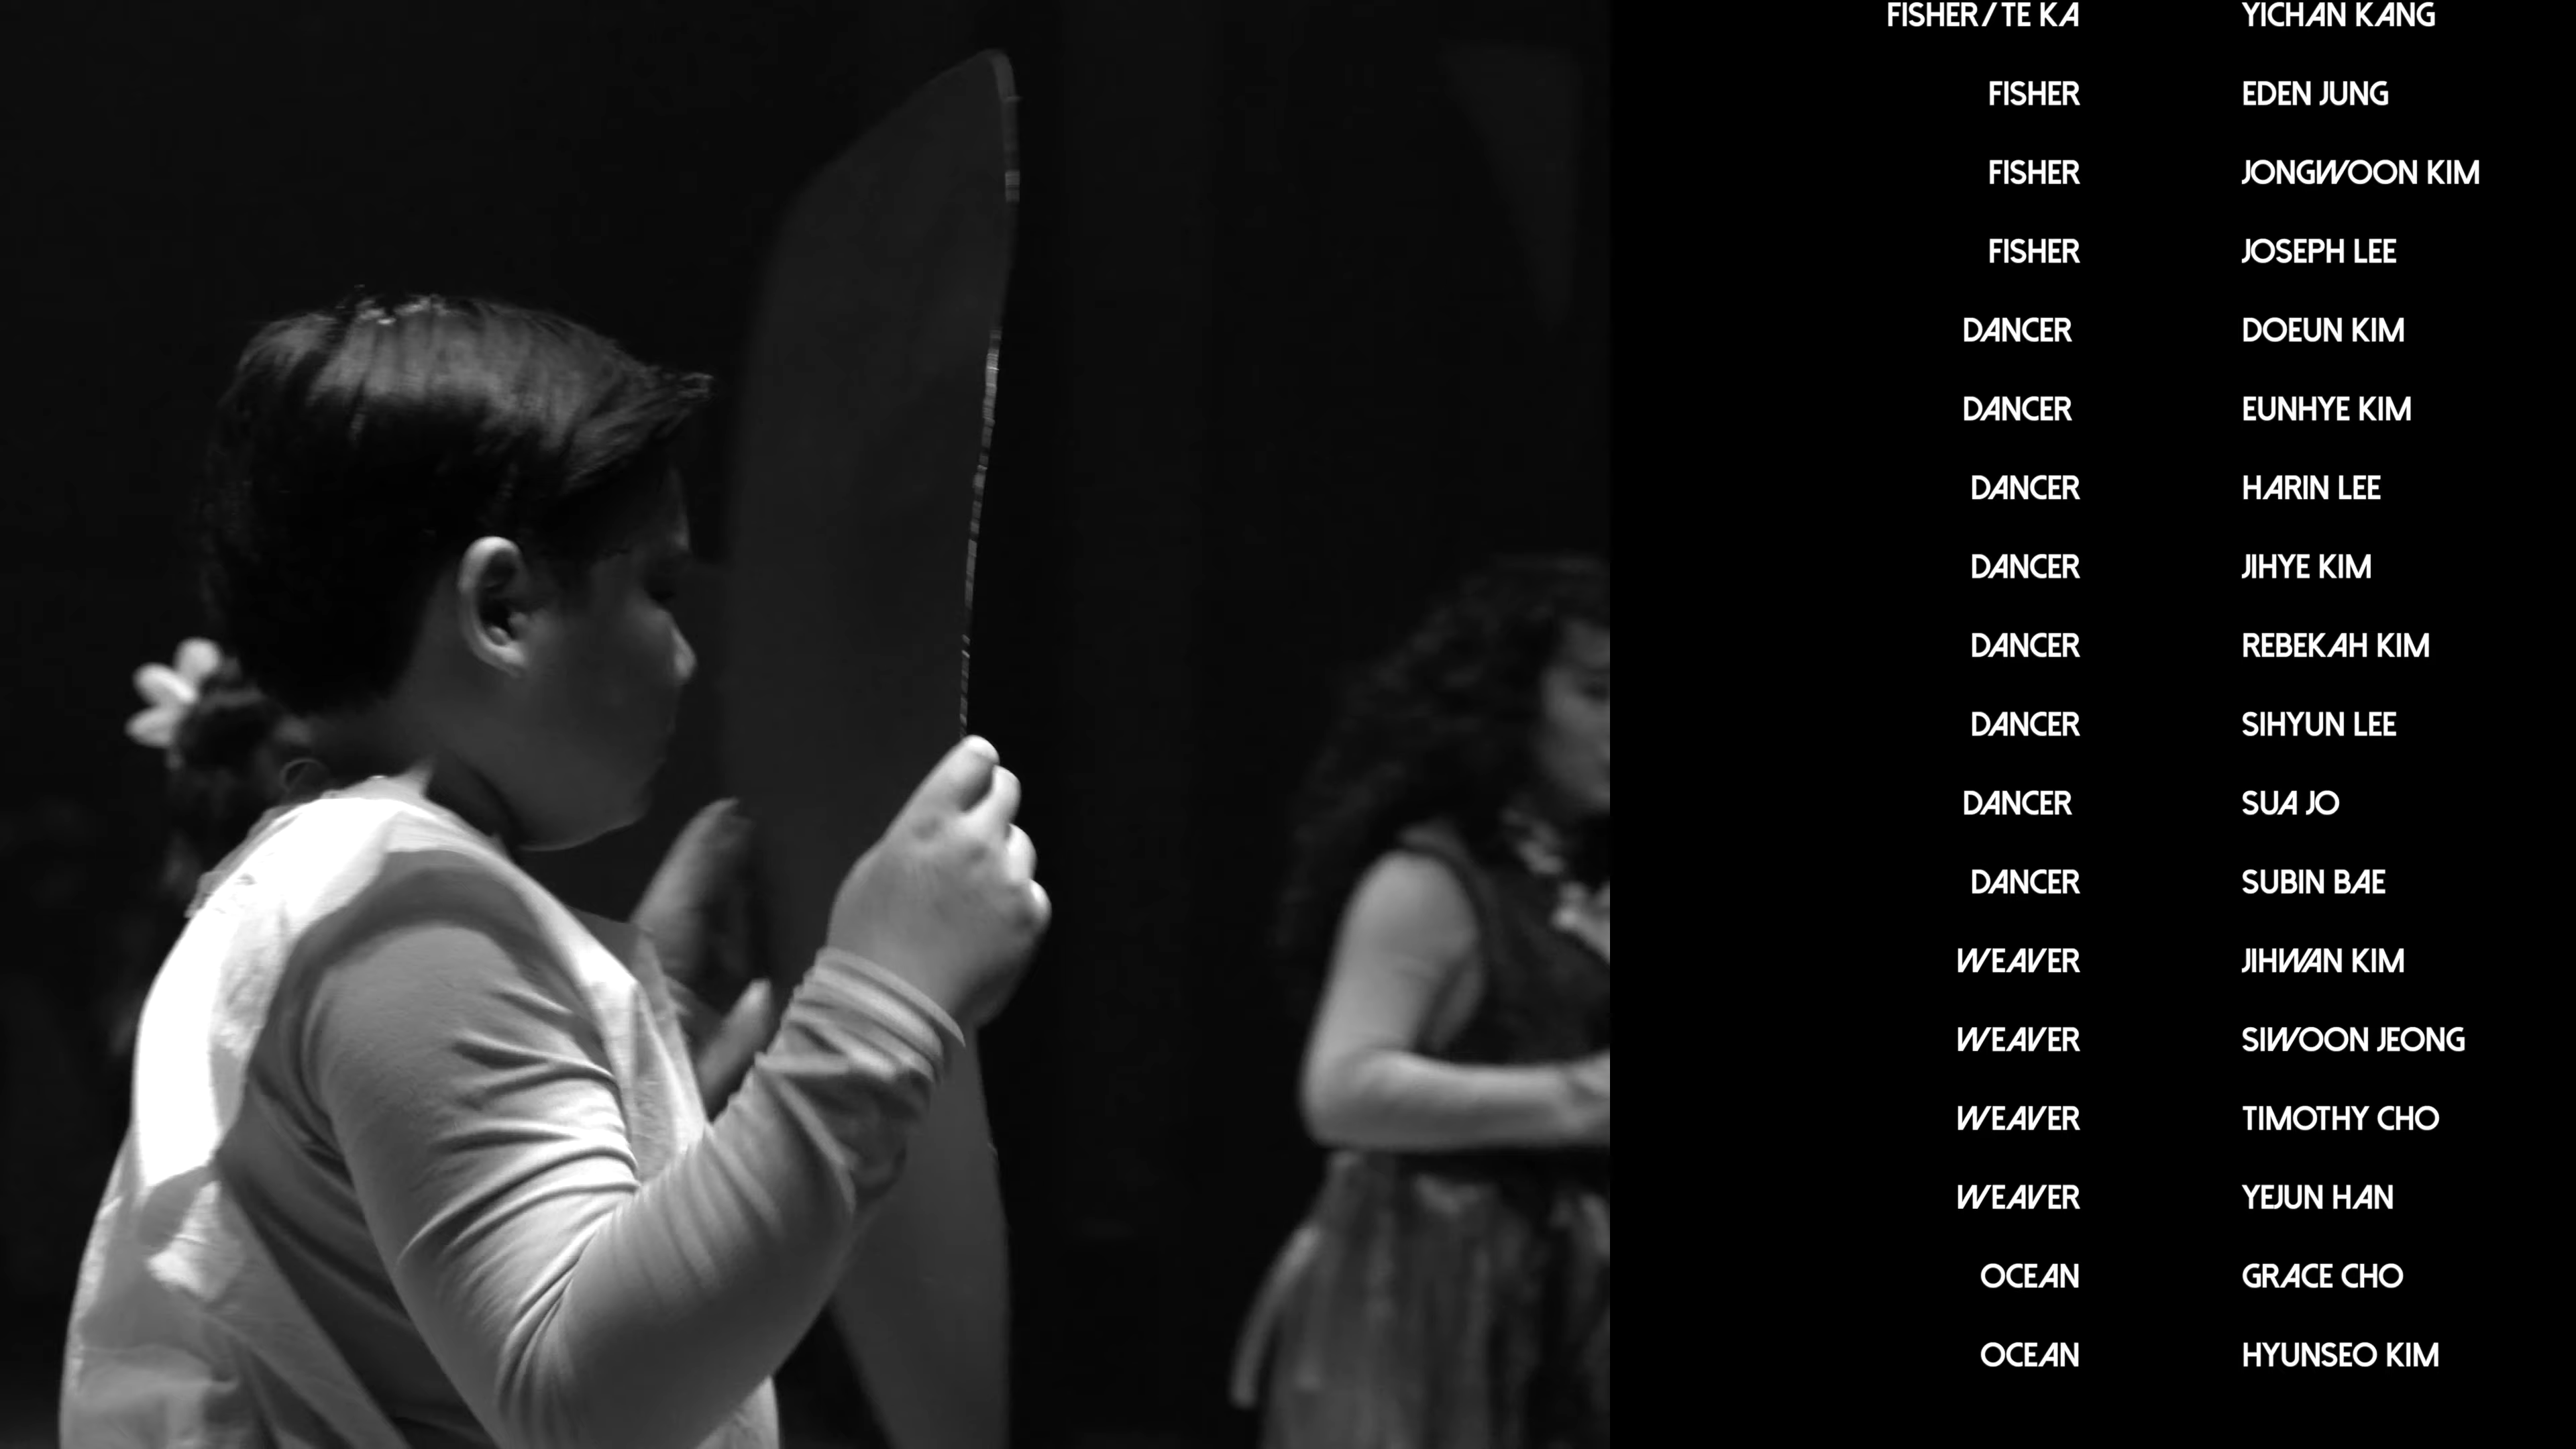 FISHER/TE KA YICHAN KANG
FISHER EDEN JUNG
FISHER JONGWOON KIM
FISHER JOSEPH LEE
DANCER DOEUN KIM
DANCER EUNHYE KIM
DANCER HARIN LEE
DANCER JIHYE KIM
DANCER REBEKAH KIM
DANCER SIHYUN LEE
DANCER SUA JO
DANCER SUBIN BAE
WEAVER JIHWAN KIM
WEAVER SIWOON JEONG
WEAVER TIMOTHY CHO
WEAVER YEJUN HAN
OCEAN GRACE CHO
OCEAN HYUNSEO KIM